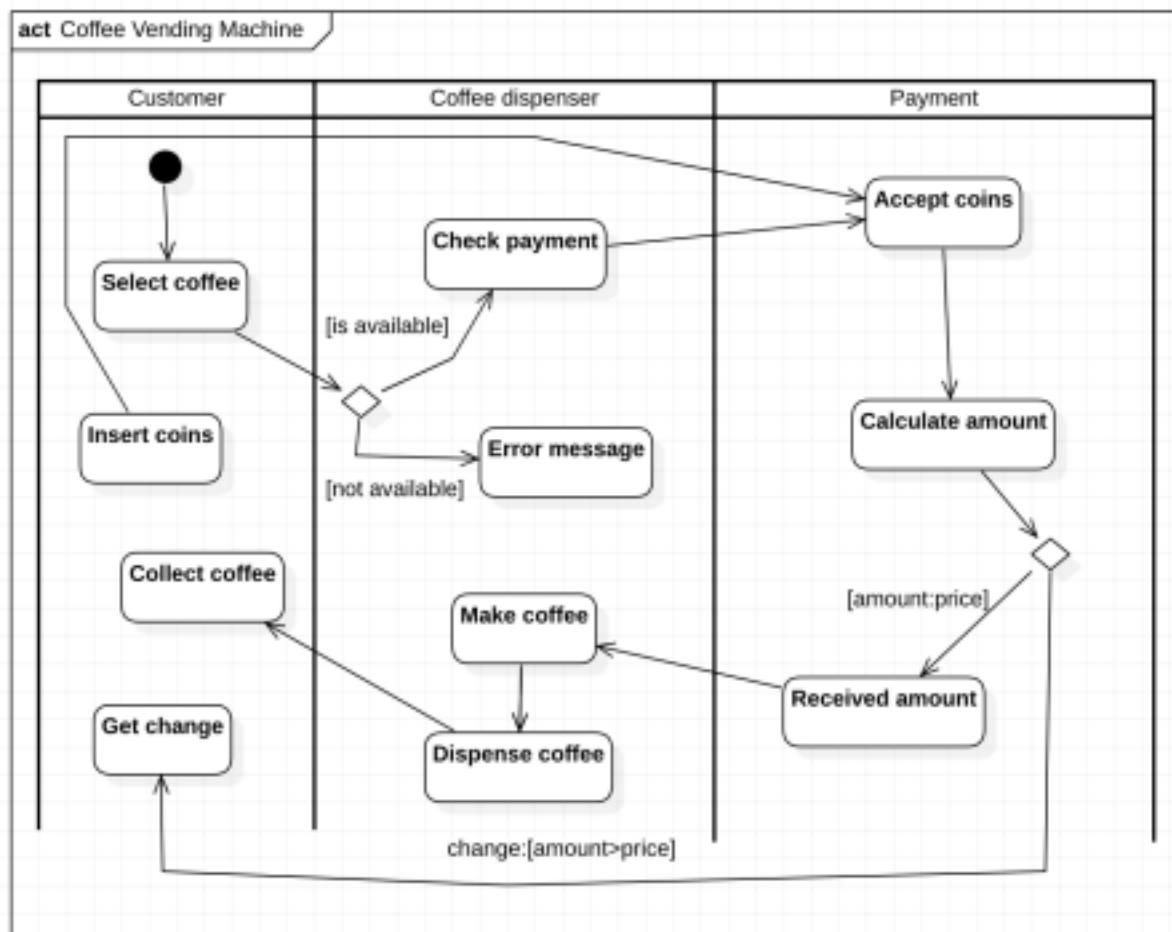 act Coffee Vending Machine
Customer
Coffee dispenser
Payment
Accept coins
Check payment
Select coffee
[is available]
Insert coins
Calculate amount
Error message
[not available]
Collect coffee
[amount:price]
Make coffee
Received amount
Get change
Dispense coffee
change:[amount>price]